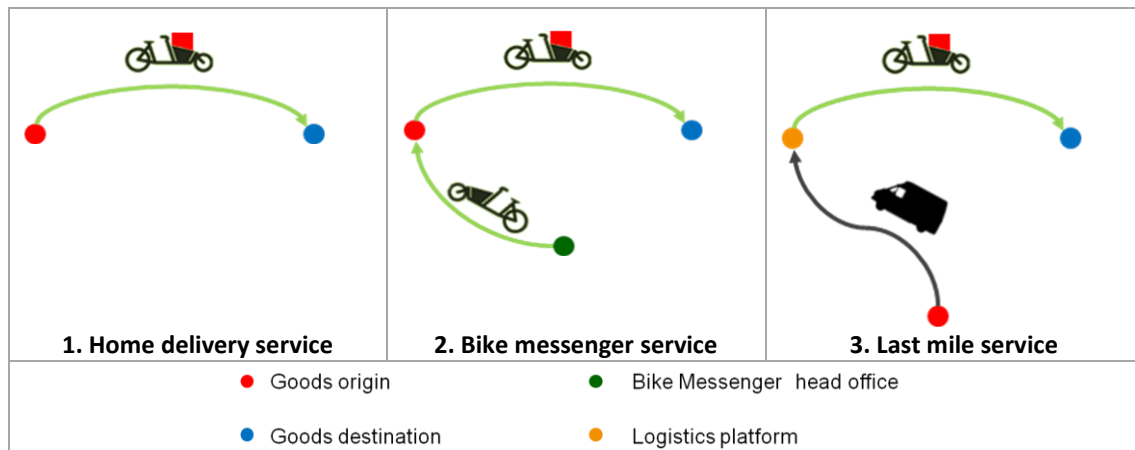 1. Home delivery service
2. Bike messenger service
3. Last mile service
Goods origin
Bike Messenger head office
Goods destination
Logistics platform